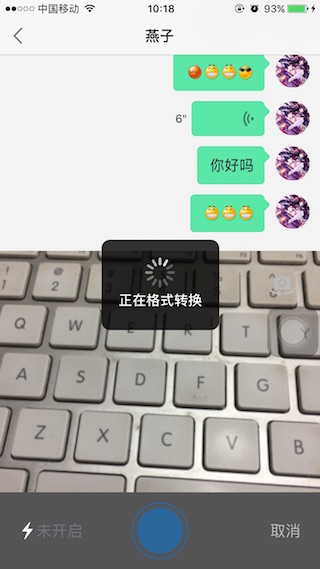 中国移动 10:18 93%
燕子
6"
你好吗
正在格式转换
1
Q W E R T Y
A S D F G
Z X C V B
未开启 取消